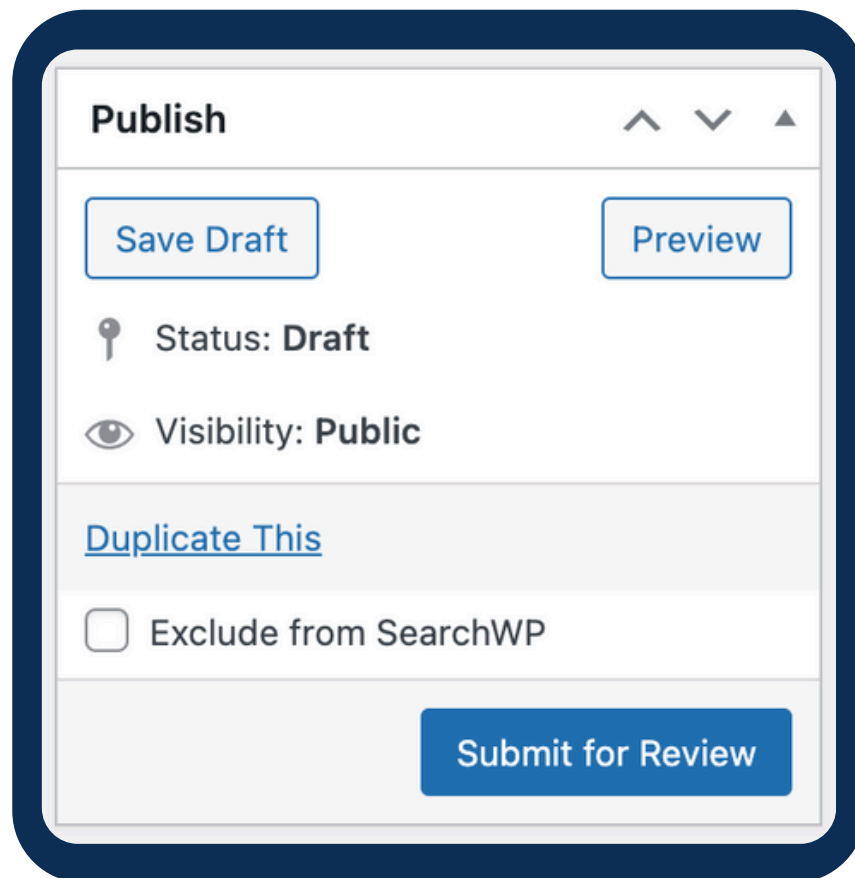 Publish
Save Draft Preview
Status: Draft
Visibility: Public
Duplicate This
Exclude from SearchWP
Submit for Review